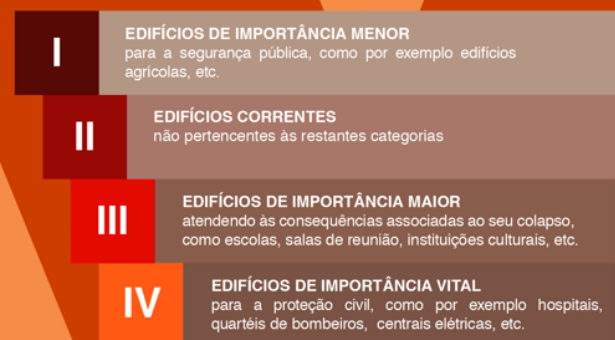 I
EDIFÍCIOS DE IMPORTÂNCIA MENOR
para a segurança pública, como por exemplo edifícios
agrícolas, etc.
II
EDIFÍCIOS CORRENTES
não pertencentes às restantes categorias
III
EDIFÍCIOS DE IMPORTÂNCIA MAIOR
atendendo às consequências associadas ao seu colapso,
como escolas, salas de reunião, instituições culturais, etc.
IV
EDIFÍCIOS DE IMPORTÂNCIA VITAL
para a proteção civil, como por exemplo hospitais,
quartéis de bombeiros, centrais elétricas, etc.